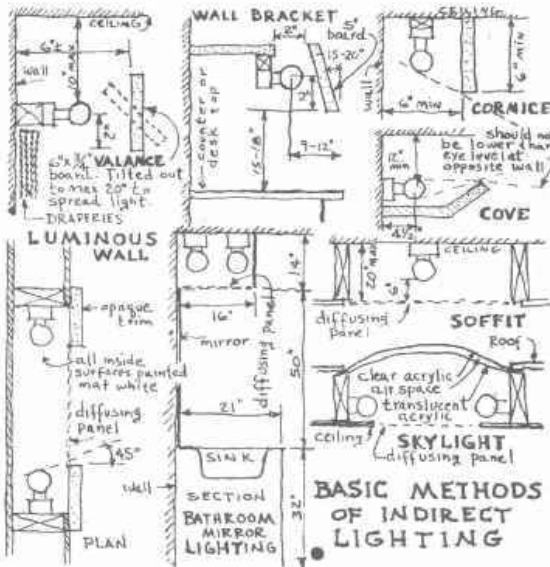 CEILING
6"±
10" MAX
wall
2"
6"x 3/4" VALANCE
board. Tilted out
to max 20° to
spread light.
DRAPERIES
WALL BRACKET
2"
5"
board
15-20°
2"
counter or
desk top
15-18"
9-12"
CEILING
wall
6" MIN
6" MIN
CORNICE
should not
be lower than
eye level at
opposite wall
12"
min
4 1/2"
COVE
LUMINOUS
WALL
opaque
trim
all inside
surfaces painted
mat white
diffusing
panel
45°
PLAN
14"
16"
mirror
diffusing panel
50"
21"
SINK
wall
SECTION
32"
BATHROOM
MIRROR
LIGHTING
CEILING
20" max
6"
diffusing
panel
SOFFIT
ROOF
clear acrylic
air space
translucent
acrylic
ceiling
SKYLIGHT
diffusing panel
BASIC METHODS
OF INDIRECT
LIGHTING